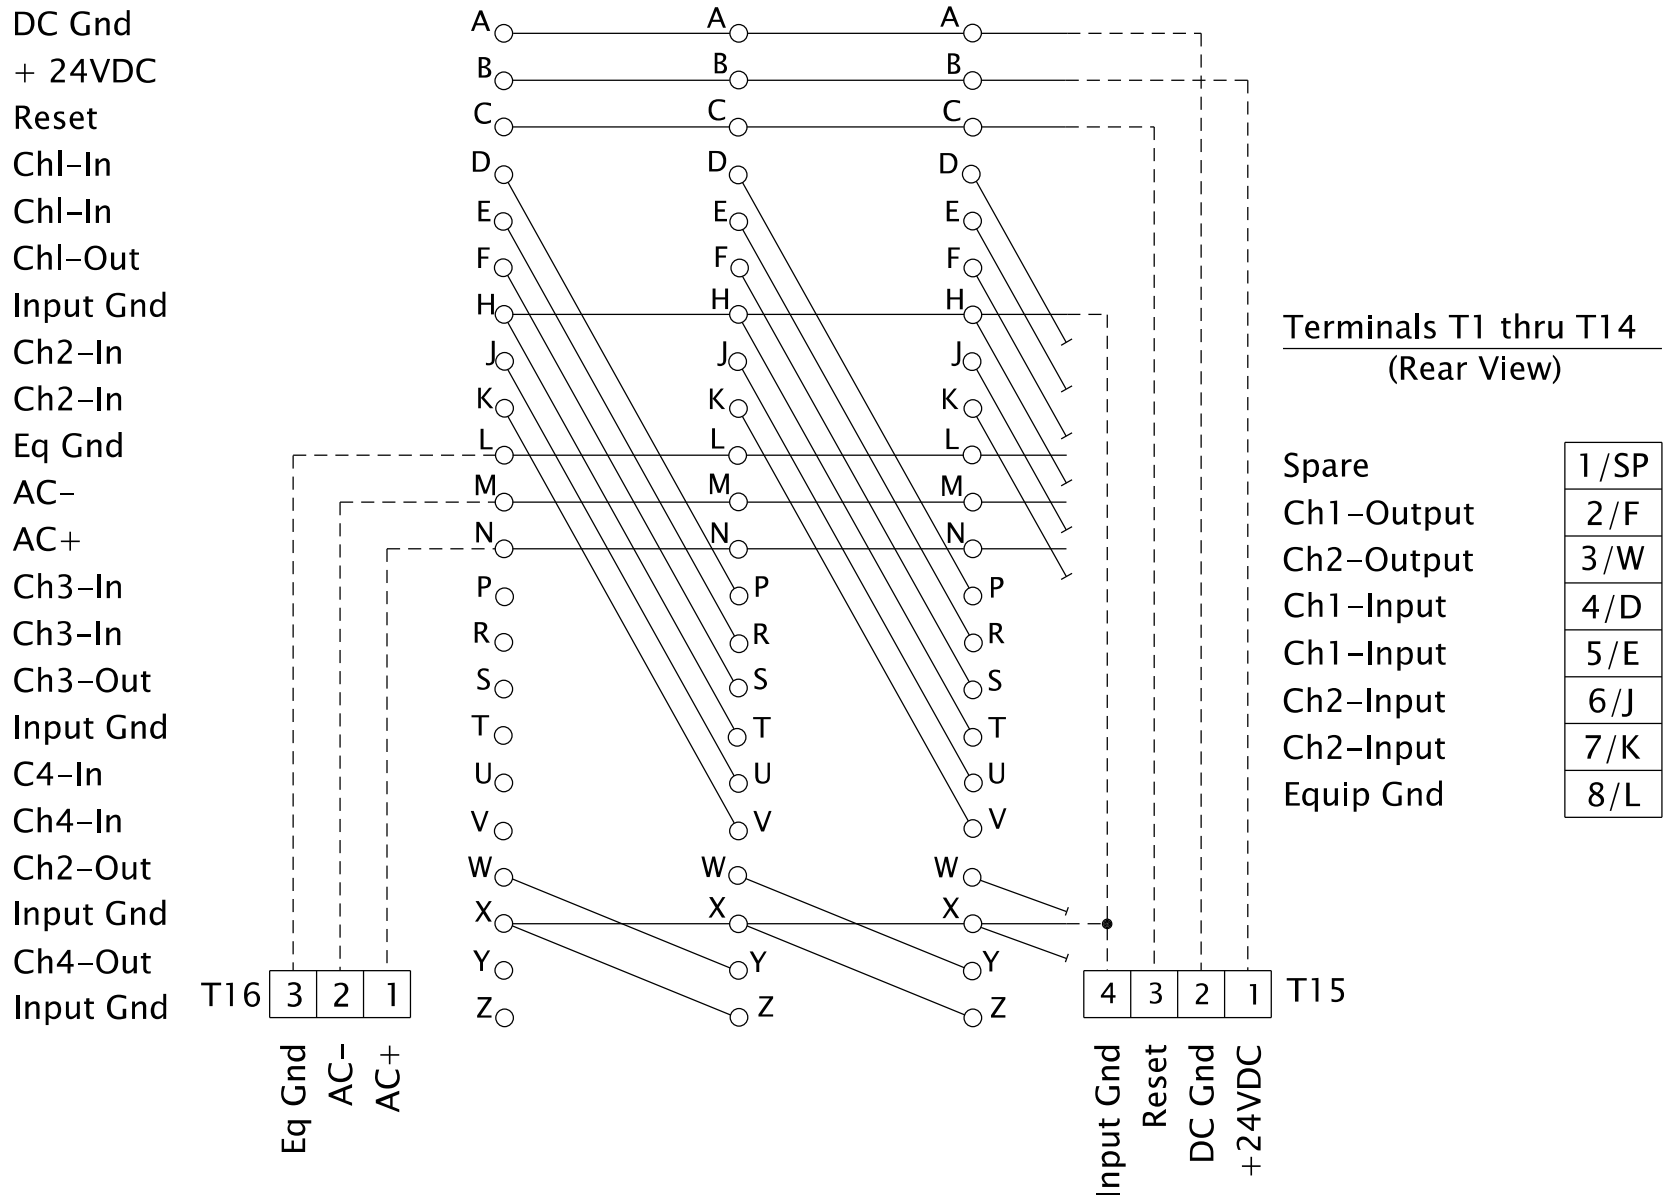 DC Gnd A A A
+ 24VDC B B B
Reset C C C
Chl-In D D D
Chl-In E E E
Chl-Out F F F
Input Gnd H H H
Ch2-In J J J
Ch2-In K K K
Eq Gnd L L L
AC- M M M
AC+ N N N
Ch3-In P P P
Ch3-In R R R
Ch3-Out S S S
Input Gnd T T T
C4-In U U U
Ch4-In V V V
Ch2-Out W W W
Input Gnd X X X
Ch4-Out Y Y Y
Input Gnd Z Z Z
T16 3 2 1
Eq Gnd
AC-
AC+
4 3 2 1 T15
Input Gnd
Reset
DC Gnd
+24VDC
Terminals T1 thru T14
(Rear View)
Spare 1/SP
Ch1-Output 2/F
Ch2-Output 3/W
Ch1-Input 4/D
Ch1-Input 5/E
Ch2-Input 6/J
Ch2-Input 7/K
Equip Gnd 8/L